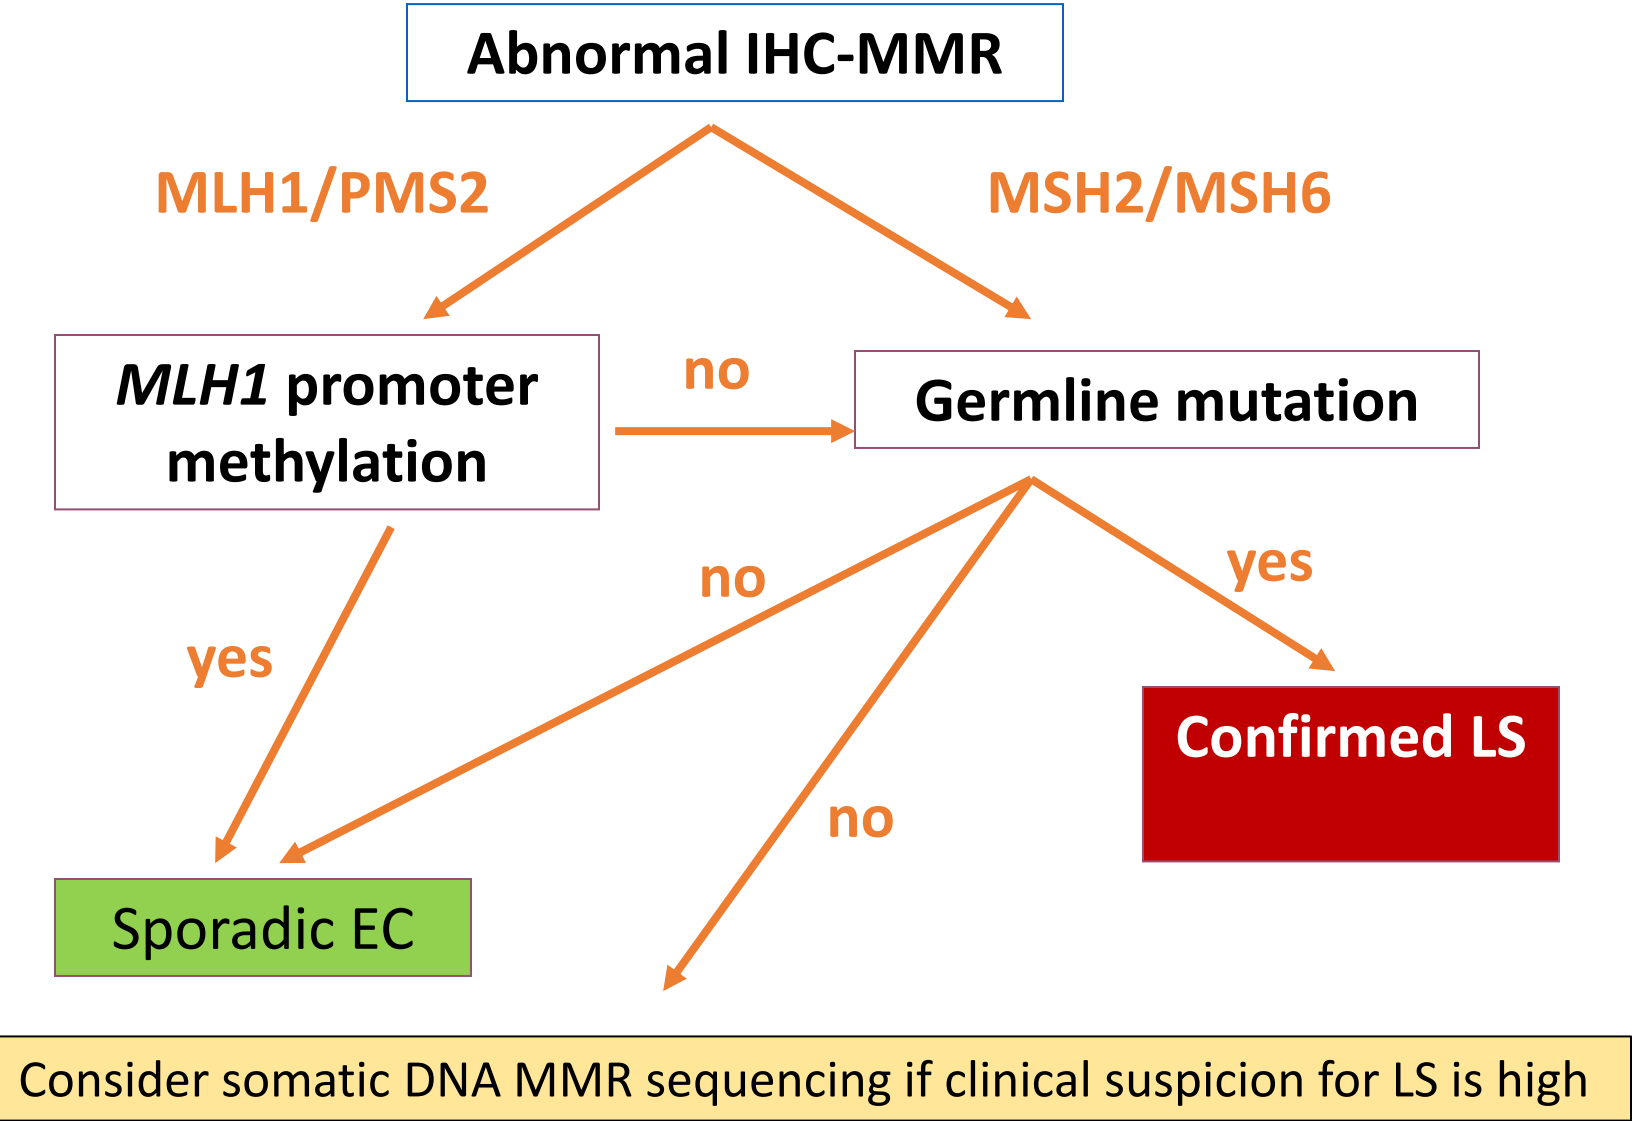 Abnormal IHC-MMR
MLH1/PMS2
MSH2/MSH6
MLH1 promoter
methylation
no
Germline mutation
yes
no
yes
no
Confirmed LS
Sporadic EC
Consider somatic DNA MMR sequencing if clinical suspicion for LS is high